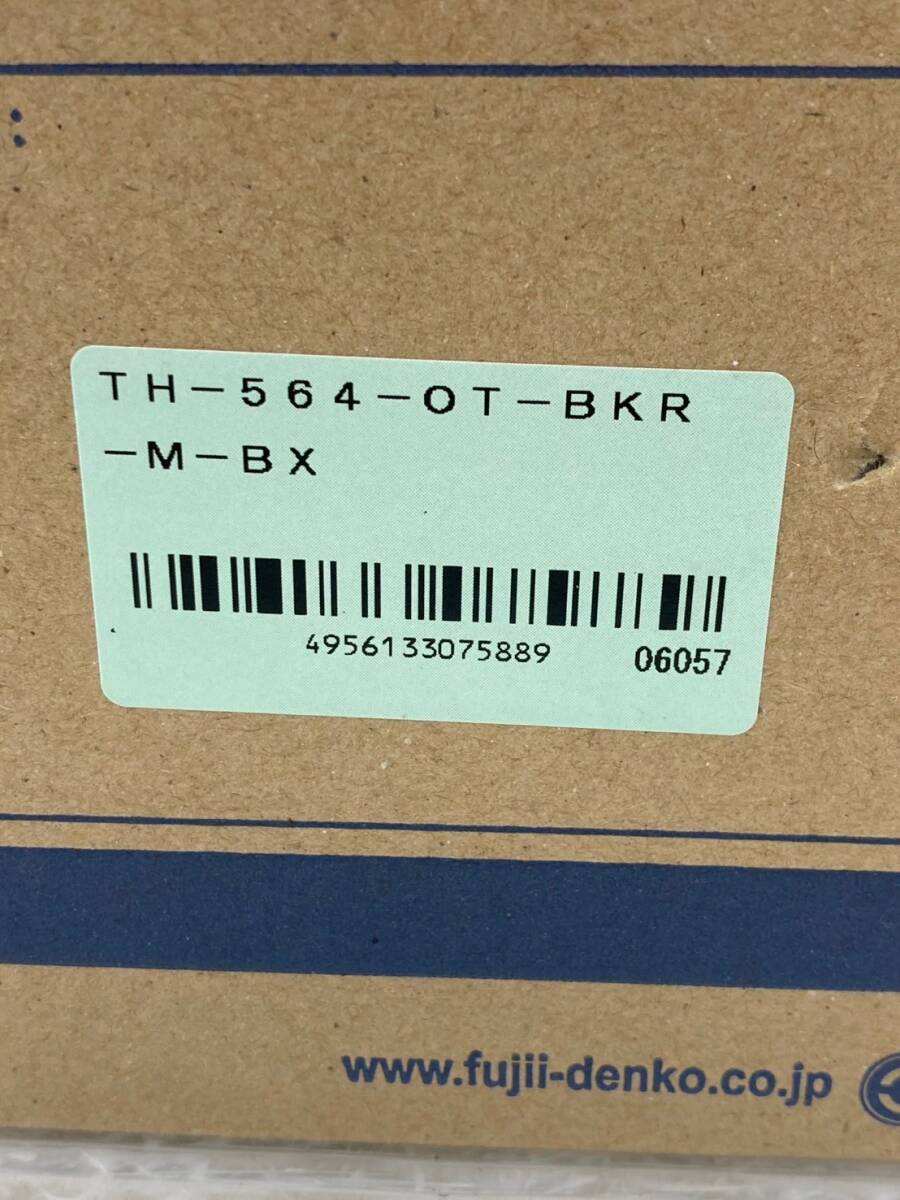 TH-564-OT-BKR
-M-BX
4956133075889 06057
www.fujii-denko.co.jp